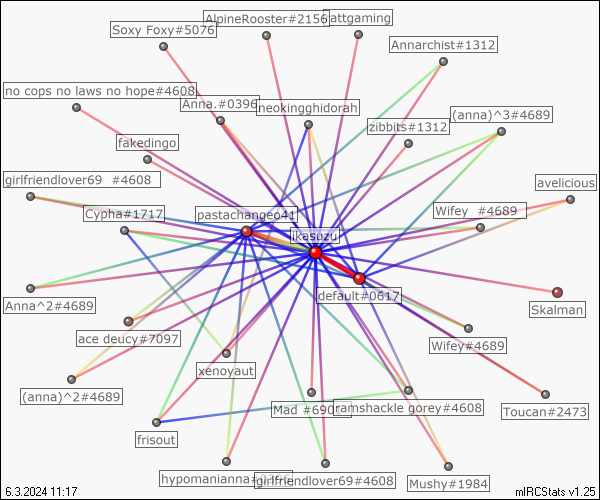 AlpineRooster#2156
attgaming
Soxy Foxy#5076
Annarchist#1312
no cops no laws no hope#4608
Anna.#0396
neokingghidorah
(anna)^3#4689
zibbits#1312
fakedingo
girlfriendlover69 #4608
avelicious
Cypha#1717
pastachange041
Wifey #4689
ikasuzu
default#0617
Anna^2#4689
Skalman
ace deucy#7097
Wifey#4689
xenoyaut
(anna)^2#4689
Mad #690
ramshackle gorey#4608
Toucan#2473
frisout
hypomanianna
girlfriendlover69#4608
Mushy#1984
6.3.2024 11:17
mIRCStats v1.25